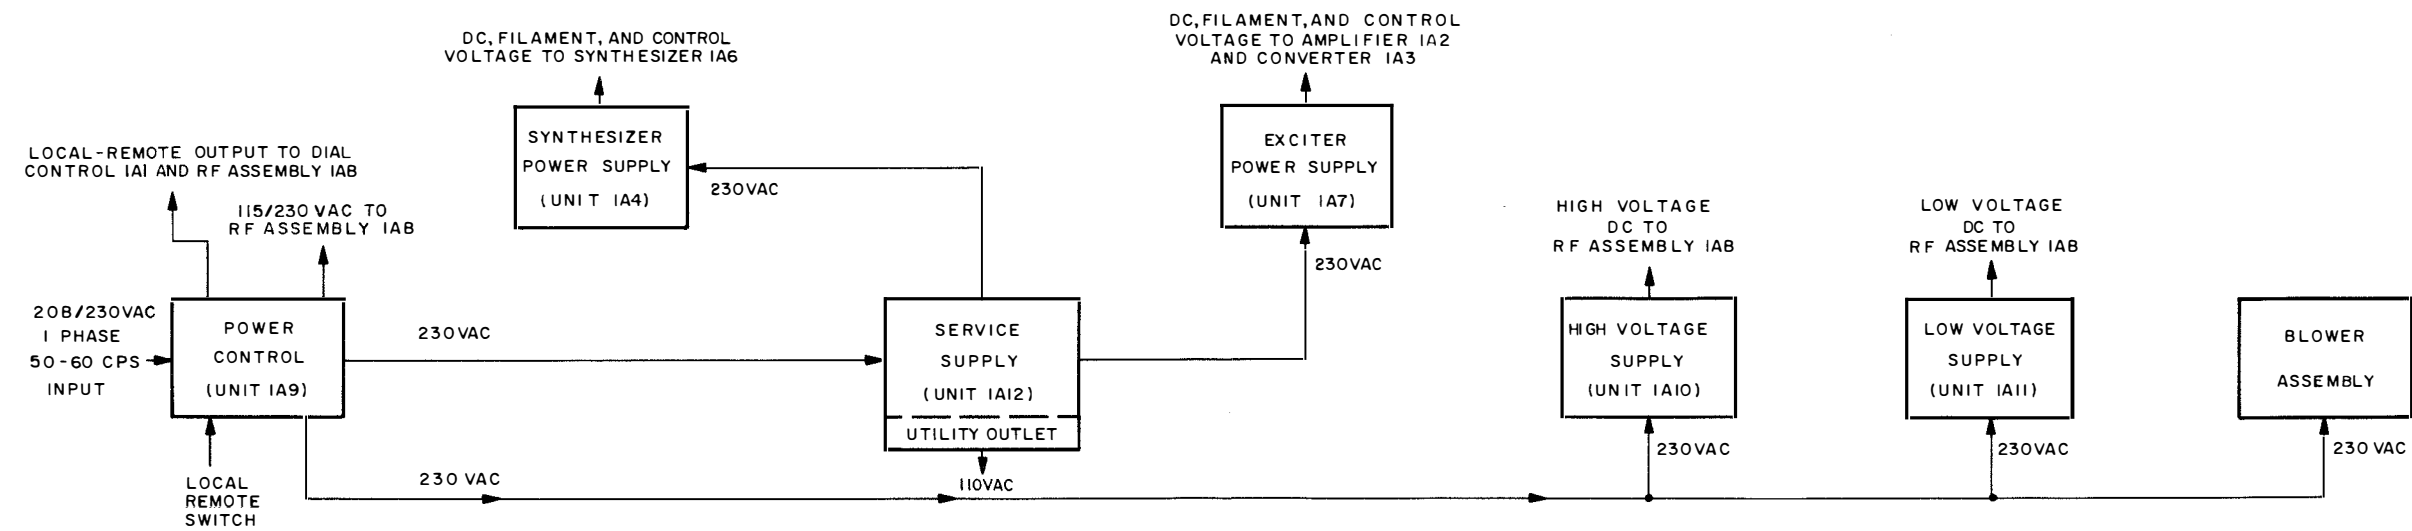 DC, FILAMENT, AND CONTROL
VOLTAGE TO SYNTHESIZER 1A6
DC, FILAMENT, AND CONTROL
VOLTAGE TO AMPLIFIER 1A2
AND CONVERTER 1A3
SYNTHESIZER
POWER SUPPLY
(UNIT 1A4)
230VAC
EXCITER
POWER SUPPLY
(UNIT 1A7)
230VAC
LOCAL-REMOTE OUTPUT TO DIAL
CONTROL 1A1 AND RF ASSEMBLY 1A8
115/230 VAC TO
RF ASSEMBLY 1A8
HIGH VOLTAGE
DC TO
RF ASSEMBLY 1A8
LOW VOLTAGE
DC TO
RF ASSEMBLY 1A8
208/230VAC
1 PHASE
50-60 CPS
INPUT
POWER
CONTROL
(UNIT 1A9)
230VAC
SERVICE
SUPPLY
(UNIT 1A12)
UTILITY OUTLET
110VAC
HIGH VOLTAGE
SUPPLY
(UNIT 1A10)
230VAC
LOW VOLTAGE
SUPPLY
(UNIT 1A11)
230VAC
BLOWER
ASSEMBLY
230 VAC
LOCAL
REMOTE
SWITCH
230 VAC